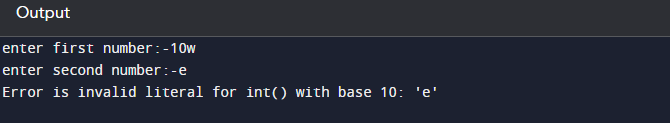 Output
enter first number:-10w
enter second number:-e
Error is invalid literal for int() with base 10: 'e'